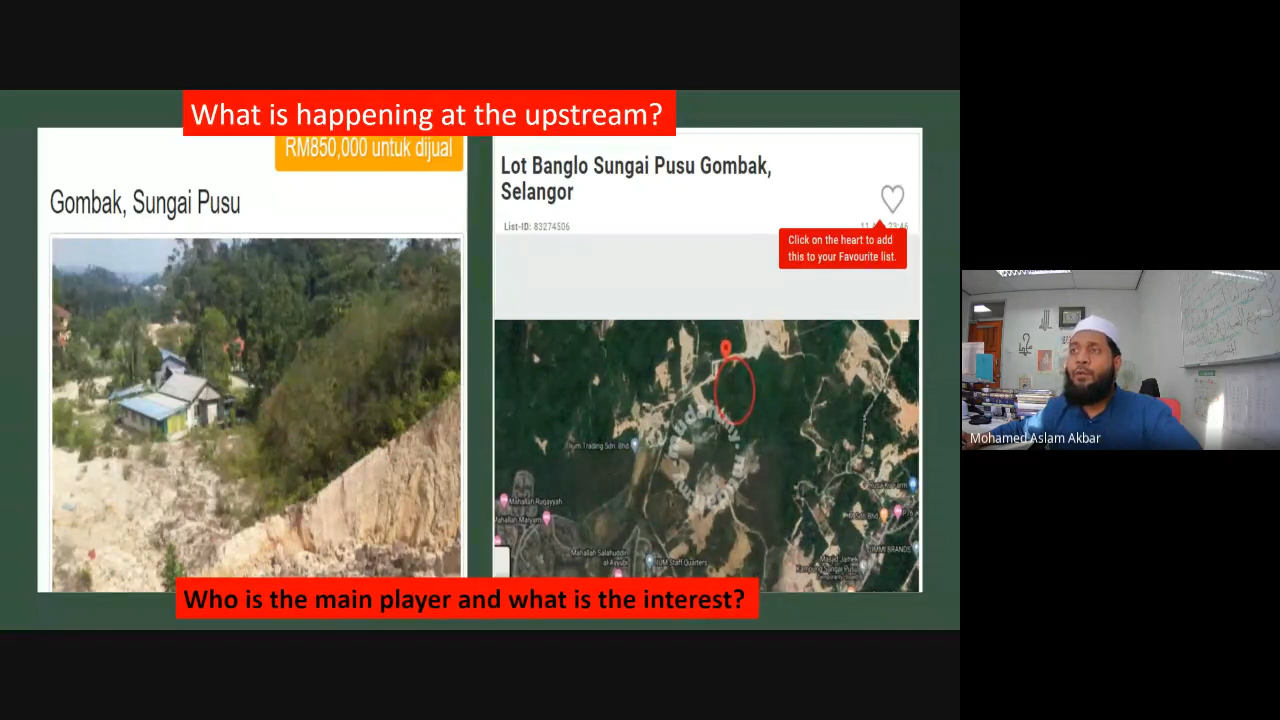 What is happening at the upstream?
RM850,000 untuk dijual
Gombak, Sungai Pusu
Lot Banglo Sungai Pusu Gombak,
Selangor
List-ID: 83274506
Click on the heart to add
this to your Favourite list.
Mahallah Ruqayyah
Mahallah Maryam
Mahallah Salahuddin
al-Ayyubi
IIUM Staff Quarters
Masjid Jamek
Kampung Sungai Pusu
Who is the main player and what is the interest?
Mohamed Aslam Akbar